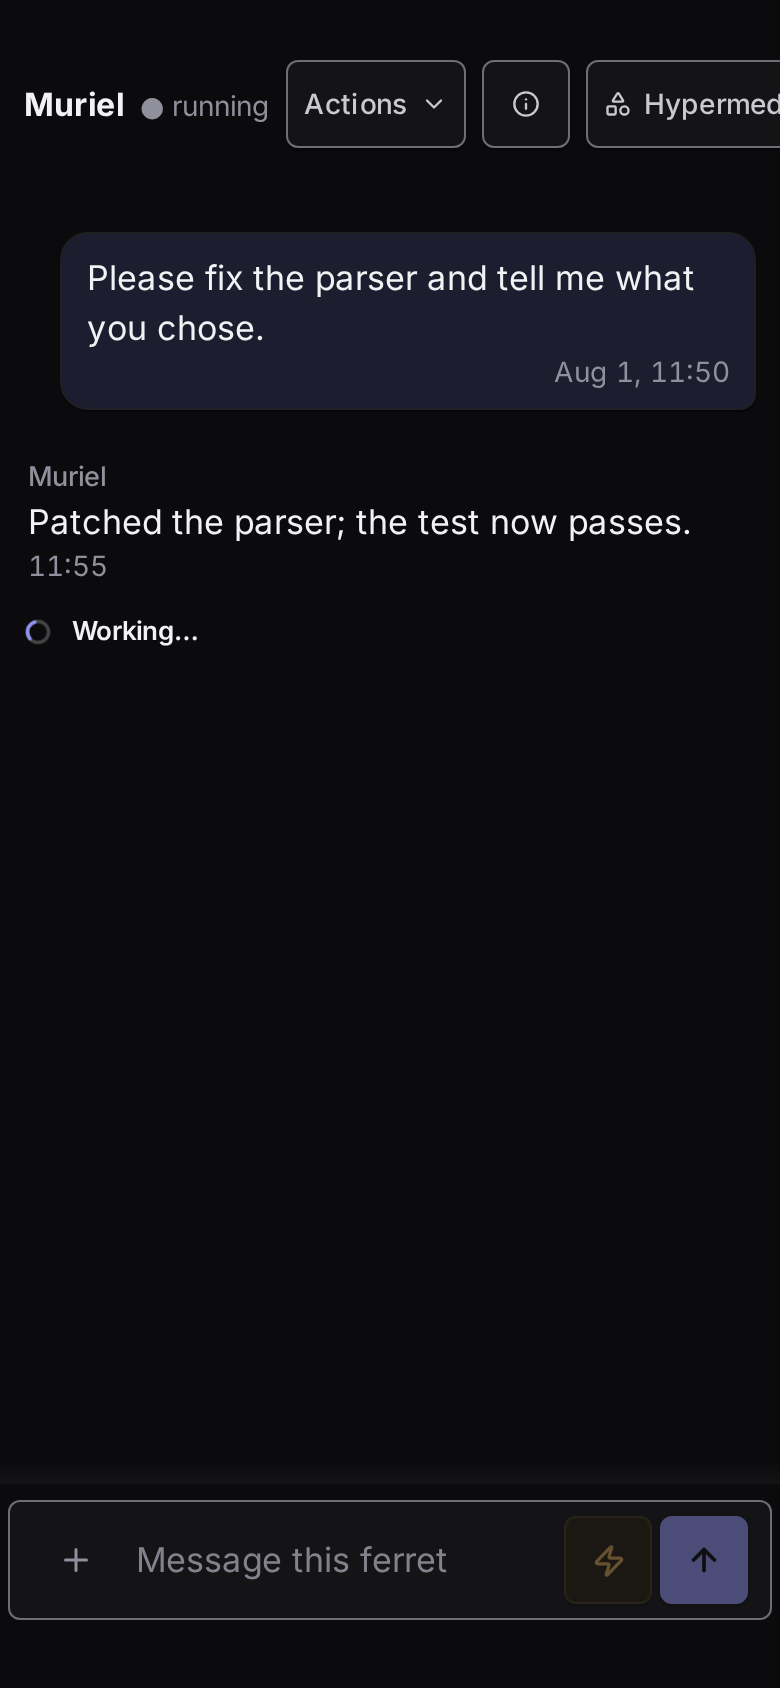 Muriel running Actions Hypermed
Please fix the parser and tell me what
you chose.
Aug 1, 11:50
Muriel
Patched the parser; the test now passes.
11:55
Working...
Message this ferret